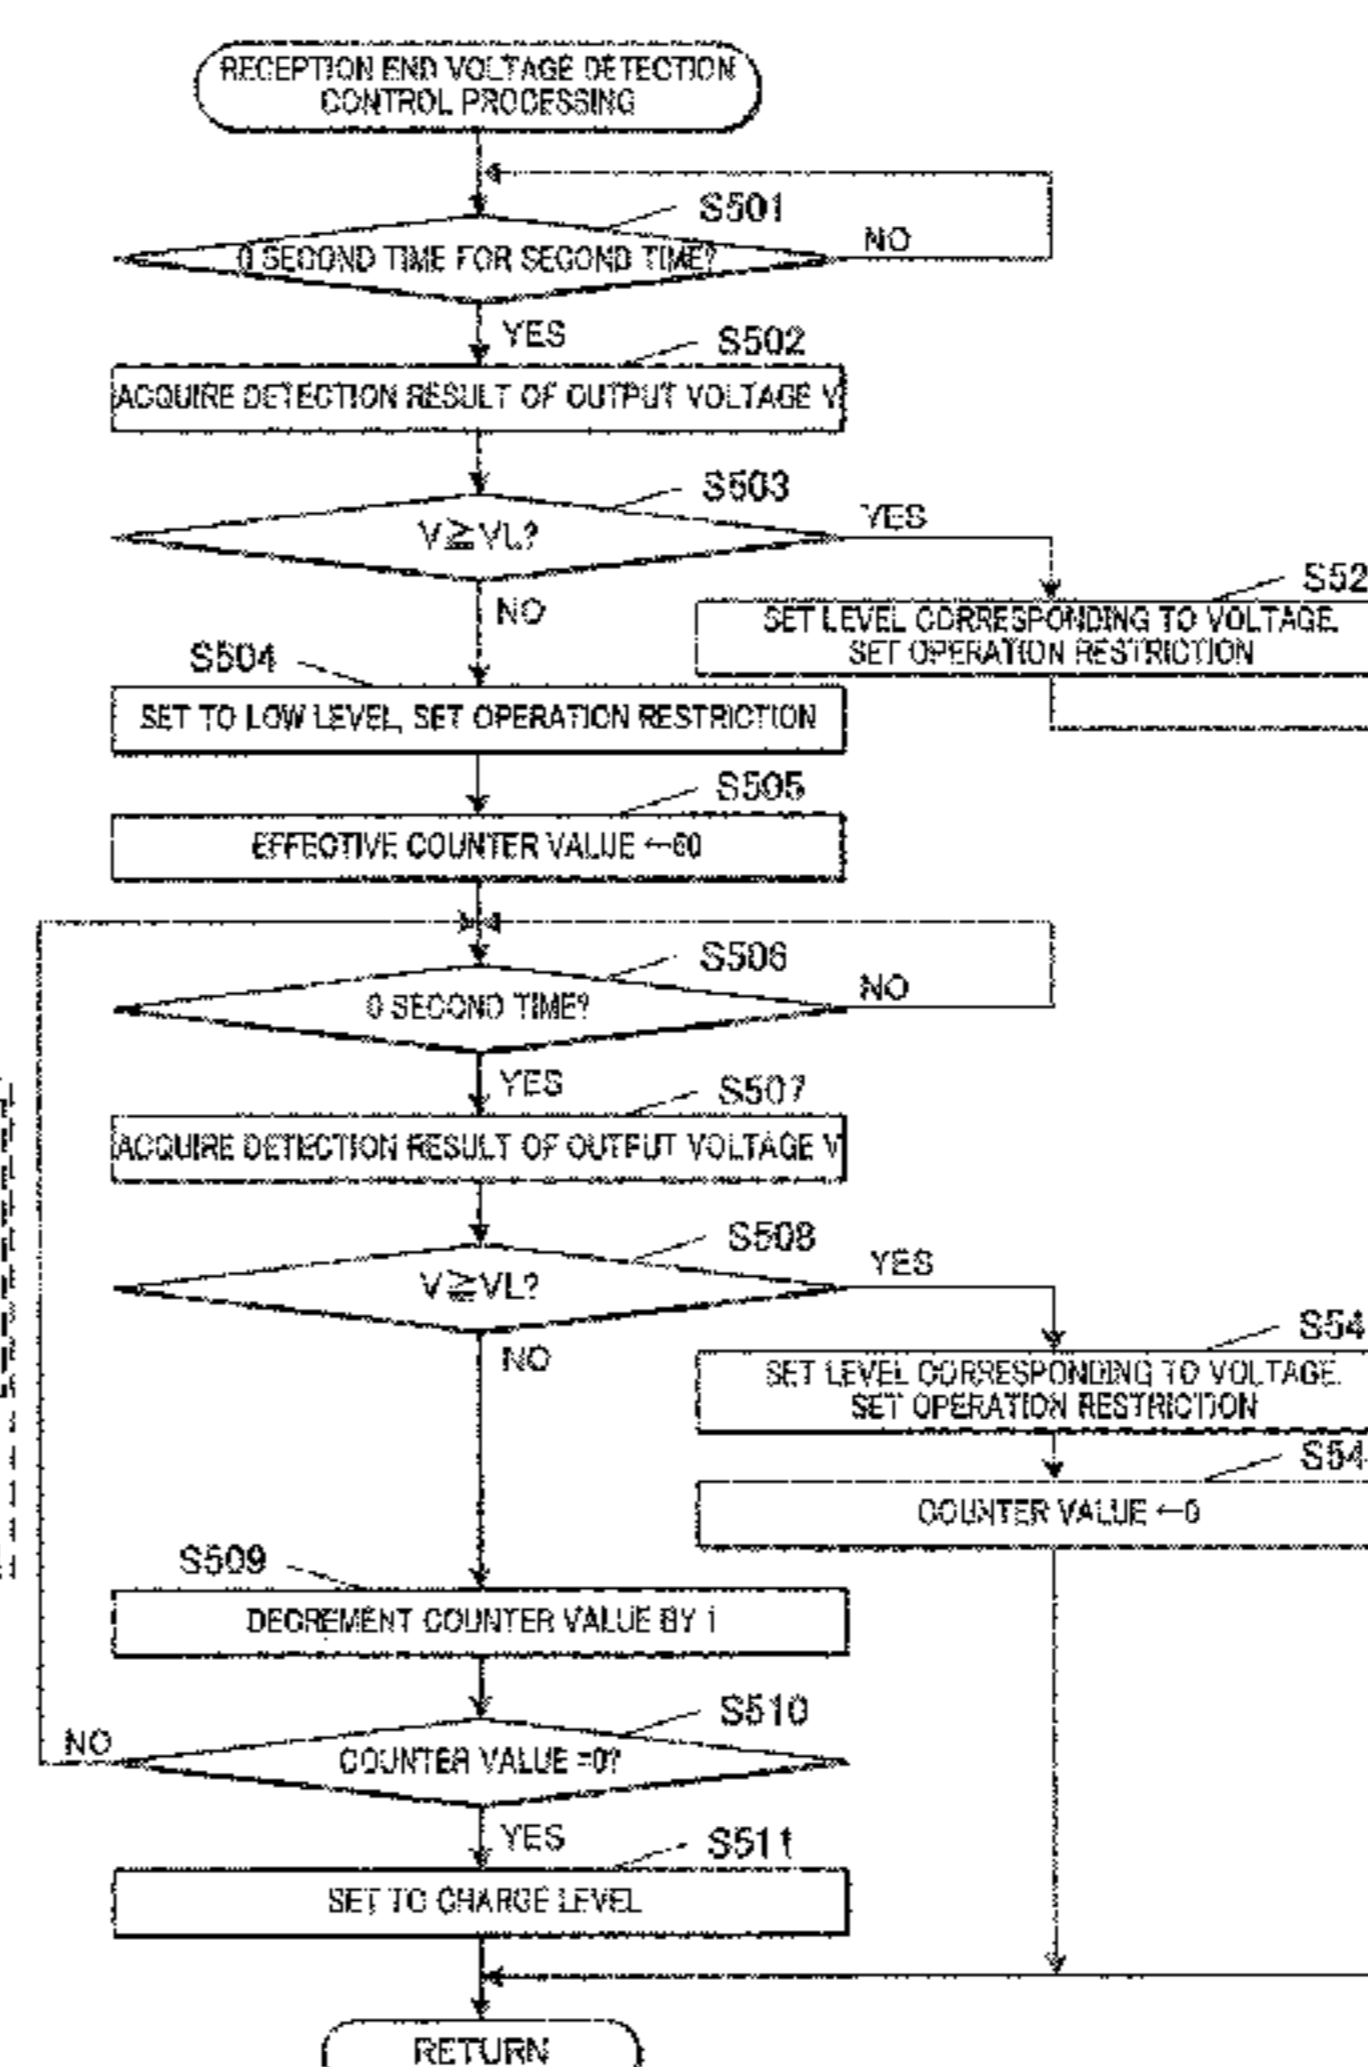 RECEPTION END VOLTAGE DETECTION
CONTROL PROCESSING
S501
0 SECOND TIME FOR SECOND TIME?
NO
YES
S502
ACQUIRE DETECTION RESULT OF OUTPUT VOLTAGE V
S503
V≧VL?
YES
NO
S52
SET LEVEL CORRESPONDING TO VOLTAGE,
SET OPERATION RESTRICTION
S504
SET TO LOW LEVEL, SET OPERATION RESTRICTION
S505
EFFECTIVE COUNTER VALUE ←60
S506
0 SECOND TIME?
NO
YES
S507
ACQUIRE DETECTION RESULT OF OUTPUT VOLTAGE V
S508
V≧VL?
YES
NO
S54
SET LEVEL CORRESPONDING TO VOLTAGE,
SET OPERATION RESTRICTION
S54
COUNTER VALUE ←0
S509
DECREMENT COUNTER VALUE BY 1
S510
NO
COUNTER VALUE =0?
YES
S511
SET TO CHARGE LEVEL
RETURN